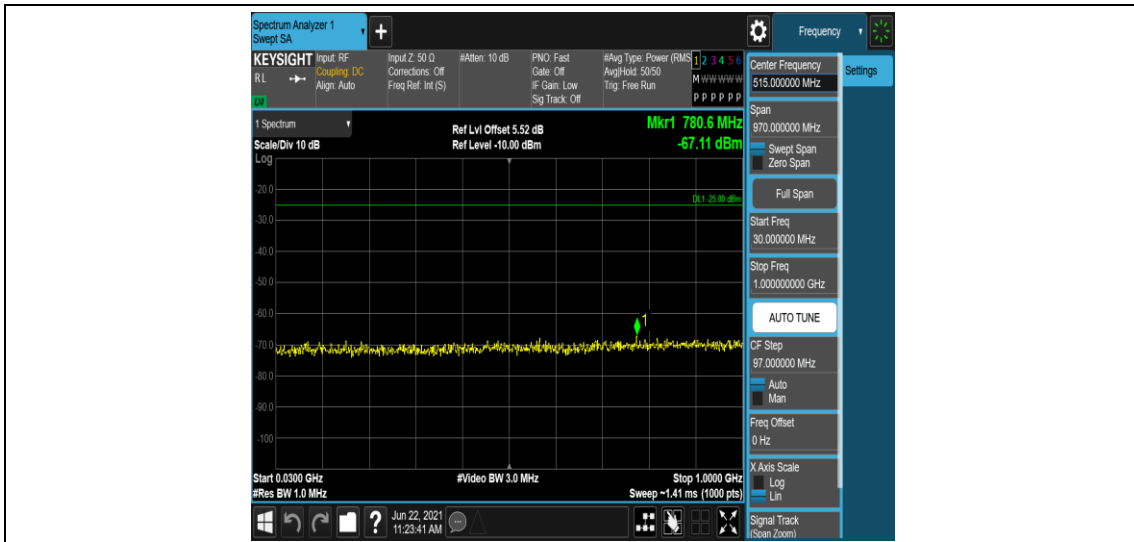 Spectrum Analyzer 1
Swept SA
Frequency
KEYSIGHT
RL
LXI
Input: RF
Coupling: DC
Align: Auto
Input Z: 50 Ω
Corrections: Off
Freq Ref: Int (S)
#Atten: 10 dB
PNO: Fast
Gate: Off
IF Gain: Low
Sig Track: Off
#Avg Type: Power (RMS
Avg|Hold: 50/50
Trig: Free Run
1 2 3 4 5 6
M W W W W W
P P P P P P
1 Spectrum
Scale/Div 10 dB
Log
Ref Lvl Offset 5.52 dB
Ref Level -10.00 dBm
Mkr1 780.6 MHz
-67.11 dBm
DL1 -25.00 dBm
-20.0
-30.0
-40.0
-50.0
-60.0
-70.0
-80.0
-90.0
-100
1
Start 0.0300 GHz
#Res BW 1.0 MHz
#Video BW 3.0 MHz
Stop 1.0000 GHz
Sweep ~1.41 ms (1000 pts)
?
Jun 22, 2021
11:23:41 AM
Center Frequency
515.000000 MHz
Settings
Span
970.000000 MHz
Swept Span
Zero Span
Full Span
Start Freq
30.000000 MHz
Stop Freq
1.000000000 GHz
AUTO TUNE
CF Step
97.000000 MHz
Auto
Man
Freq Offset
0 Hz
X Axis Scale
Log
Lin
Signal Track
(Span Zoom)